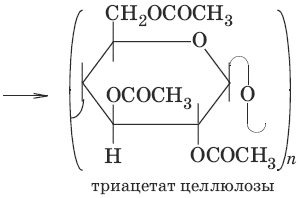 CH₂OCOCH₃
O
OCOCH₃ O
H OCOCH₃ n
триацетат целлюлозы